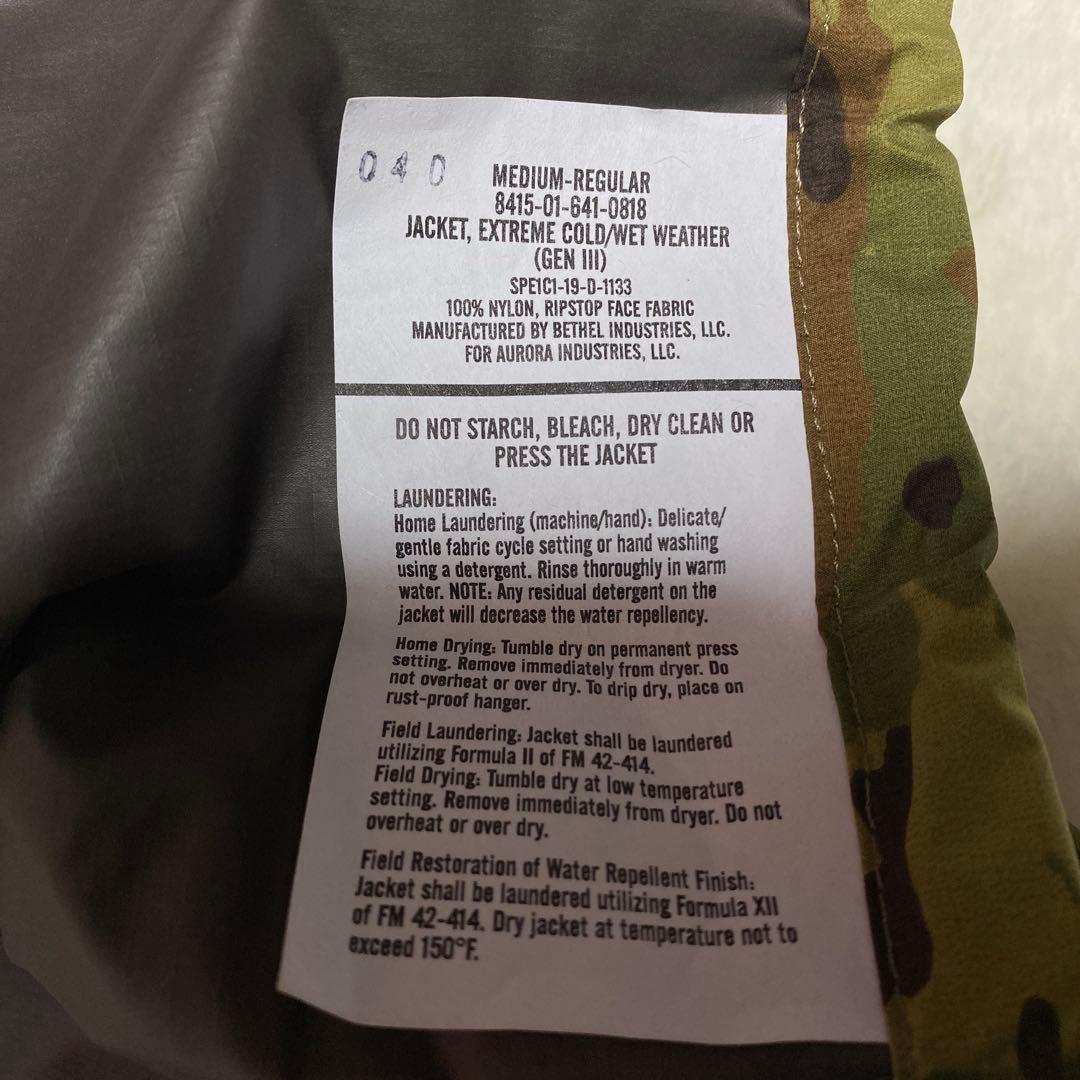 040
MEDIUM-REGULAR
8415-01-641-0818
JACKET, EXTREME COLD/WET WEATHER
(GEN III)
SPE1C1-19-D-1133
100% NYLON, RIPSTOP FACE FABRIC
MANUFACTURED BY BETHEL INDUSTRIES, LLC.
FOR AURORA INDUSTRIES, LLC.
DO NOT STARCH, BLEACH, DRY CLEAN OR
PRESS THE JACKET
LAUNDERING:
Home Laundering (machine/hand): Delicate/
gentle fabric cycle setting or hand washing
using a detergent. Rinse thoroughly in warm
water. NOTE: Any residual detergent on the
jacket will decrease the water repellency.
Home Drying: Tumble dry on permanent press
setting. Remove immediately from dryer. Do
not overheat or over dry. To drip dry, place on
rust-proof hanger.
Field Laundering: Jacket shall be laundered
utilizing Formula II of FM 42-414.
Field Drying: Tumble dry at low temperature
setting. Remove immediately from dryer. Do not
overheat or over dry.
Field Restoration of Water Repellent Finish:
Jacket shall be laundered utilizing Formula XII
of FM 42-414. Dry jacket at temperature not to
exceed 150°F.